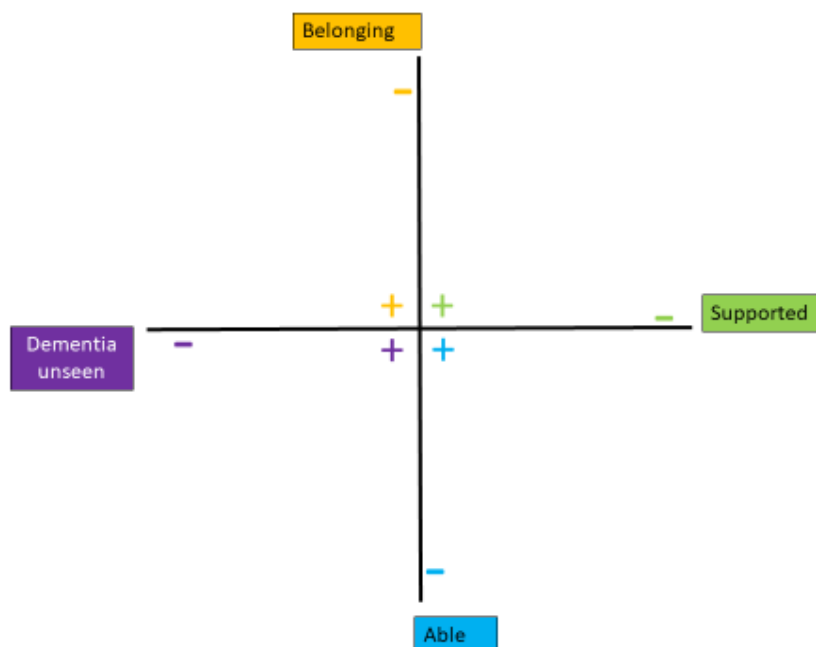 Belonging
-
+ +
- Supported
Dementia
unseen
- + +
-
Able